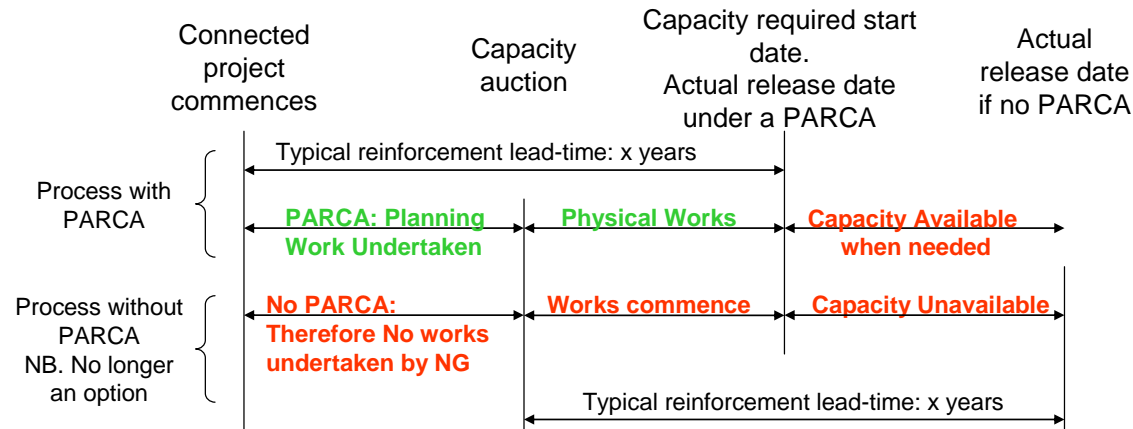 Connected
project
commences
Capacity
auction
Capacity required start
date.
Actual release date
under a PARCA
Actual
release date
if no PARCA
Typical reinforcement lead-time: x years
Process with
PARCA
PARCA: Planning
Work Undertaken
Physical Works
Capacity Available
when needed
Process without
PARCA
NB. No longer
an option
No PARCA:
Therefore No works
undertaken by NG
Works commence
Capacity Unavailable
Typical reinforcement lead-time: x years